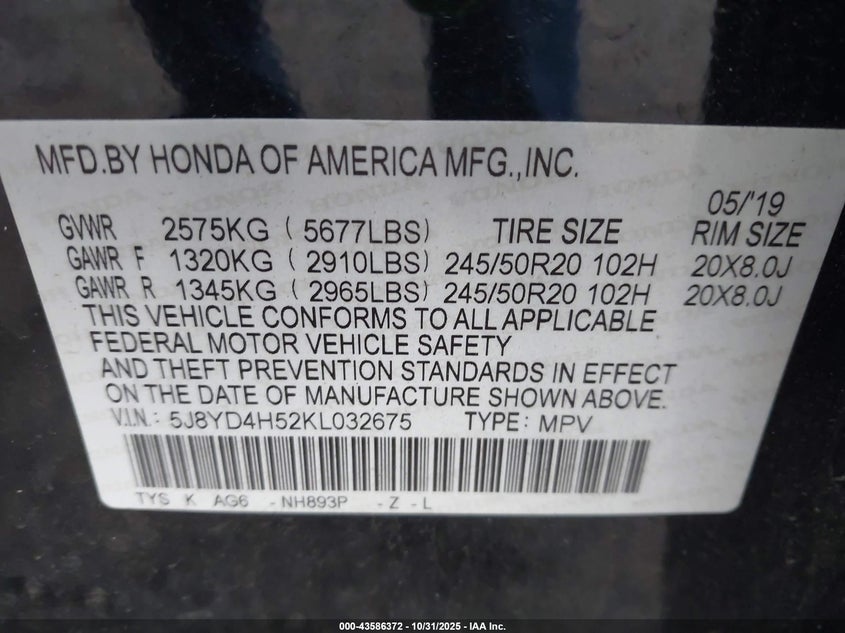 MFD.BY HONDA OF AMERICA MFG.,INC.
05/'19
GVWR 2575KG (5677LBS) TIRE SIZE RIM SIZE
GAWR F 1320KG (2910LBS) 245/50R20 102H 20X8.0J
GAWR R 1345KG (2965LBS) 245/50R20 102H 20X8.0J
THIS VEHICLE CONFORMS TO ALL APPLICABLE
FEDERAL MOTOR VEHICLE SAFETY
AND THEFT PREVENTION STANDARDS IN EFFECT
ON THE DATE OF MANUFACTURE SHOWN ABOVE.
V.I.N.: 5J8YD4H52KL032675 TYPE: MPV
TYS K AG6 -NH893P -Z -L
000-43586372 | 10/31/2025 - IAA Inc.